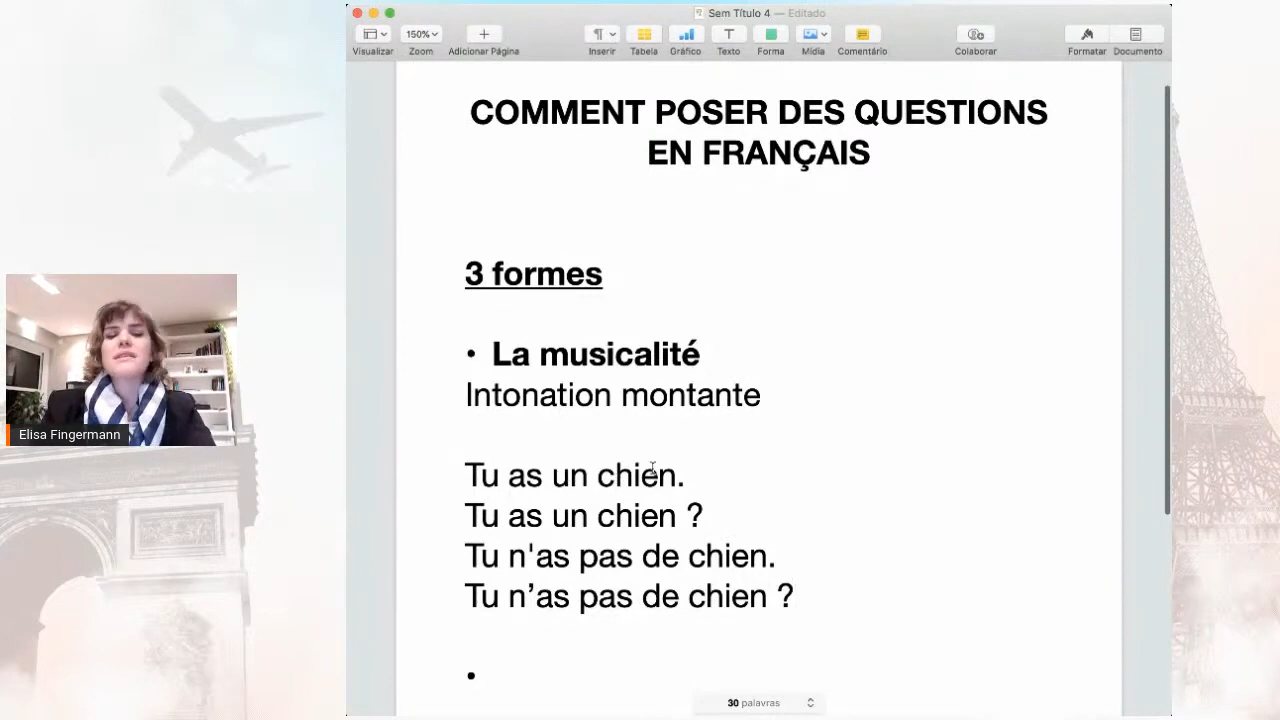 Sem Título 4 — Editado
150%
Visualizar
Zoom
Adicionar Página
Inserir
Tabela
Gráfico
Texto
Forma
Mídia
Comentário
Colaborar
Formatar
Documento
COMMENT POSER DES QUESTIONS
EN FRANÇAIS
3 formes
• La musicalité
Intonation montante
Tu as un chien.
Tu as un chien ?
Tu n'as pas de chien.
Tu n’as pas de chien ?
•
30 palavras
Elisa Fingermann